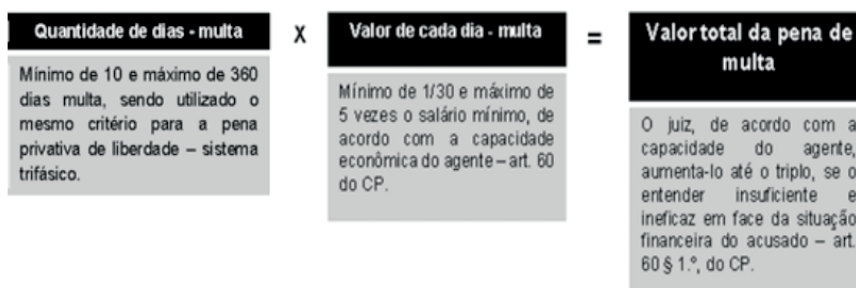 Quantidade de dias - multa
Mínimo de 10 e máximo de 360
dias multa, sendo utilizado o
mesmo critério para a pena
privativa de liberdade – sistema
trifásico.
X
Valor de cada dia - multa
Mínimo de 1/30 e máximo de
5 vezes o salário mínimo, de
acordo com a capacidade
econômica do agente – art. 60
do CP.
=
Valor total da pena de
multa
O juiz, de acordo com a
capacidade do agente,
aumenta-lo até o triplo, se o
entender insuficiente e
ineficaz em face da situação
financeira do acusado – art.
60 § 1.º, do CP.